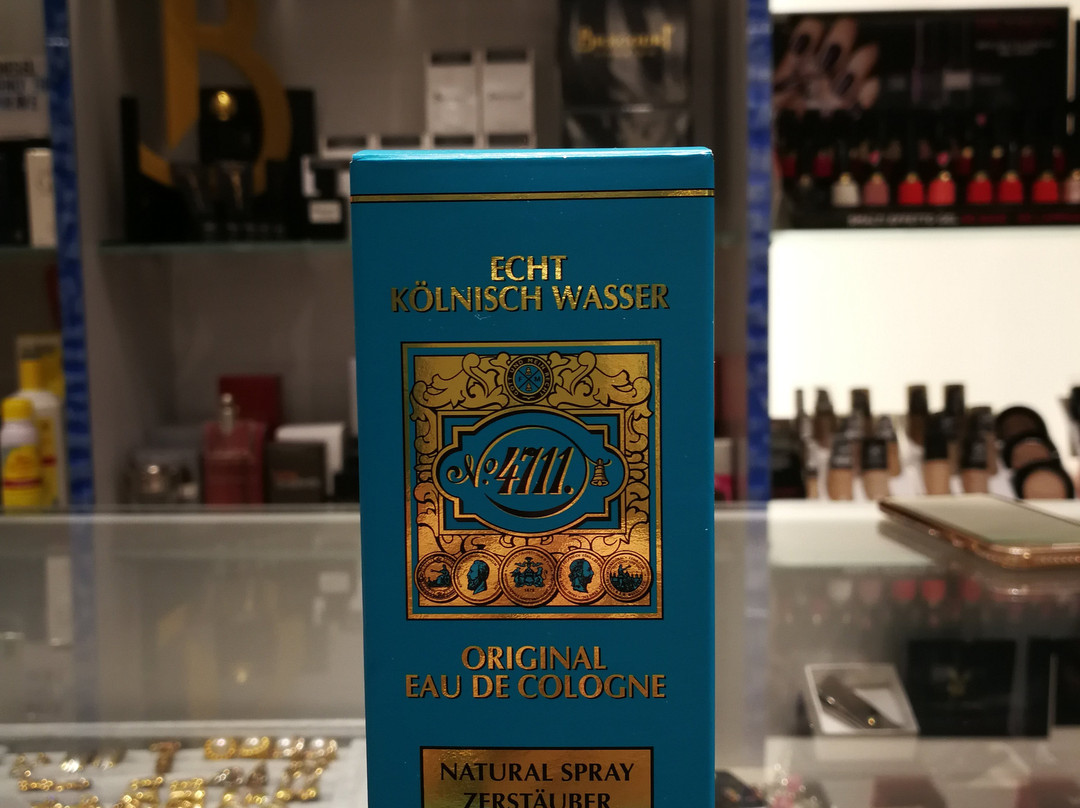 ECHT
KÖLNISCH WASSER
No. 4711.
ORIGINAL
EAU DE COLOGNE
NATURAL SPRAY
ZERSTÄUBER